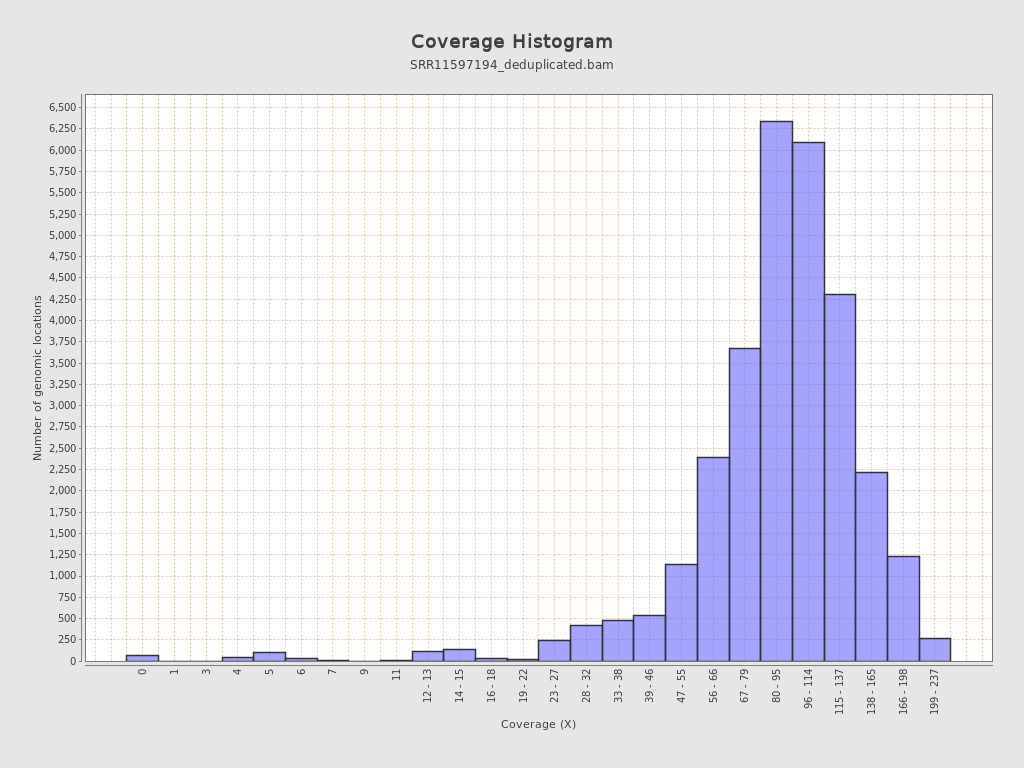 Coverage Histogram
SRR11597194_deduplicated.bam
Number of genomic locations
6,500
6,250
6,000
5,750
5,500
5,250
5,000
4,750
4,500
4,250
4,000
3,750
3,500
3,250
3,000
2,750
2,500
2,250
2,000
1,750
1,500
1,250
1,000
750
500
250
0
0
1
3
4
5
6
7
9
11
12 - 13
14 - 15
16 - 18
19 - 22
23 - 27
28 - 32
33 - 38
39 - 46
47 - 55
56 - 66
67 - 79
80 - 95
96 - 114
115 - 137
138 - 165
166 - 198
199 - 237
Coverage (X)